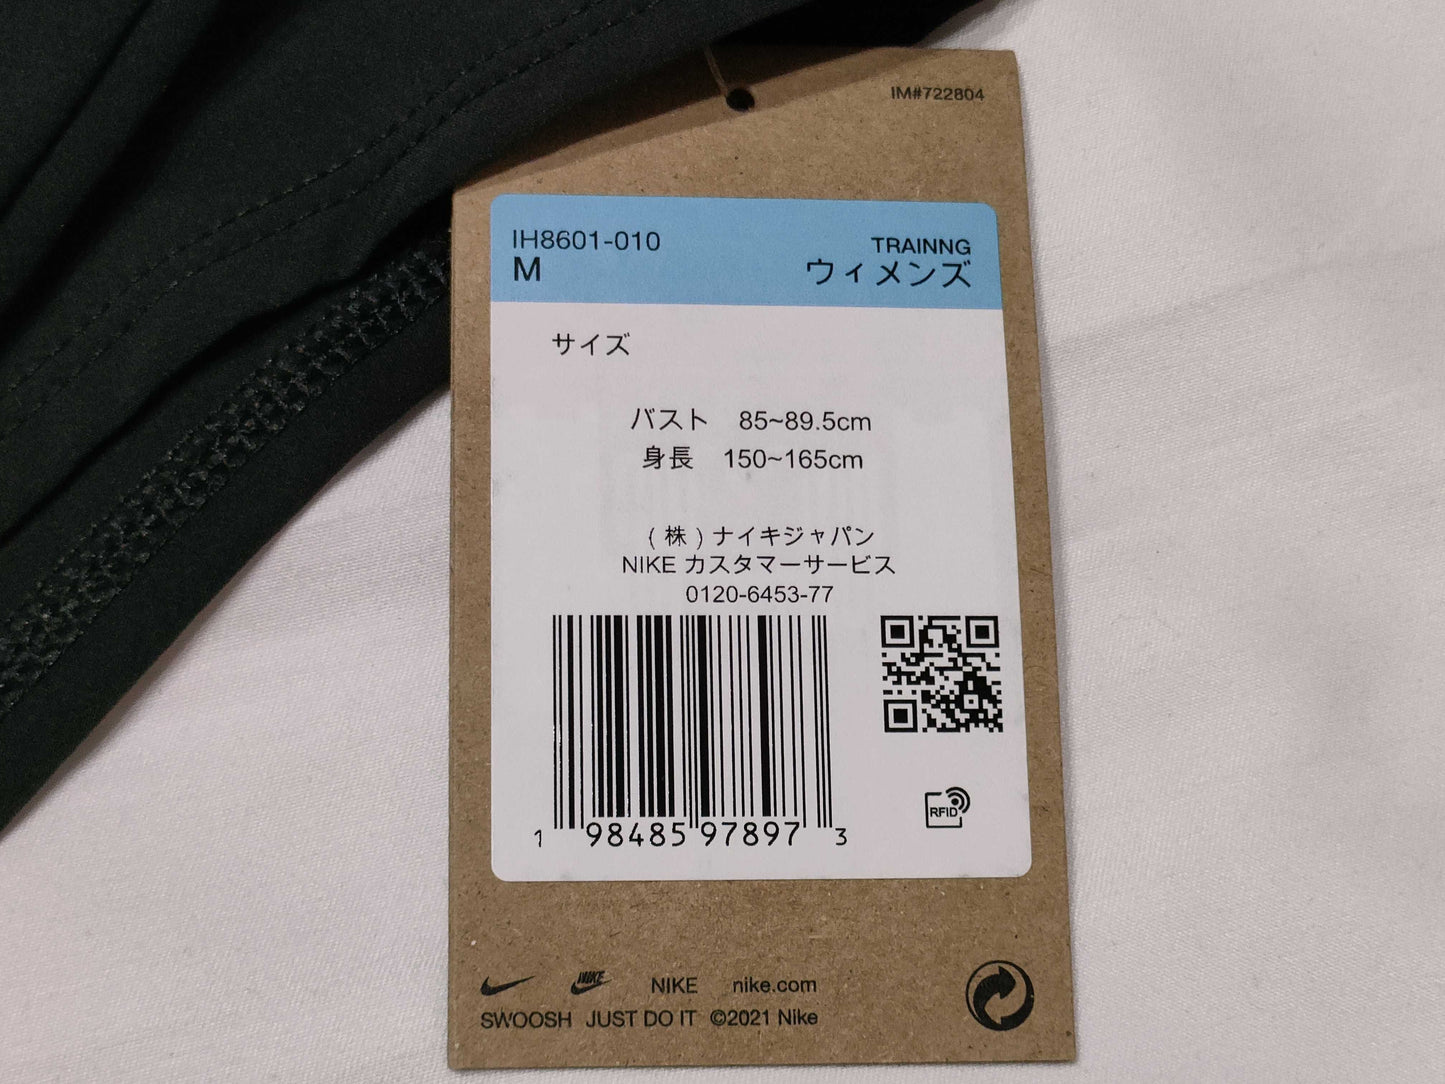 IM#722804
IH8601-010
TRAINNG
M
ウィメンズ
サイズ
バスト 85~89.5cm
身長 150~165cm
(株)ナイキジャパン
NIKE カスタマーサービス
0120-6453-77
RFID
1 98485 97897 3
NIKE NIKE nike.com
SWOOSH JUST DO IT ©2021 Nike